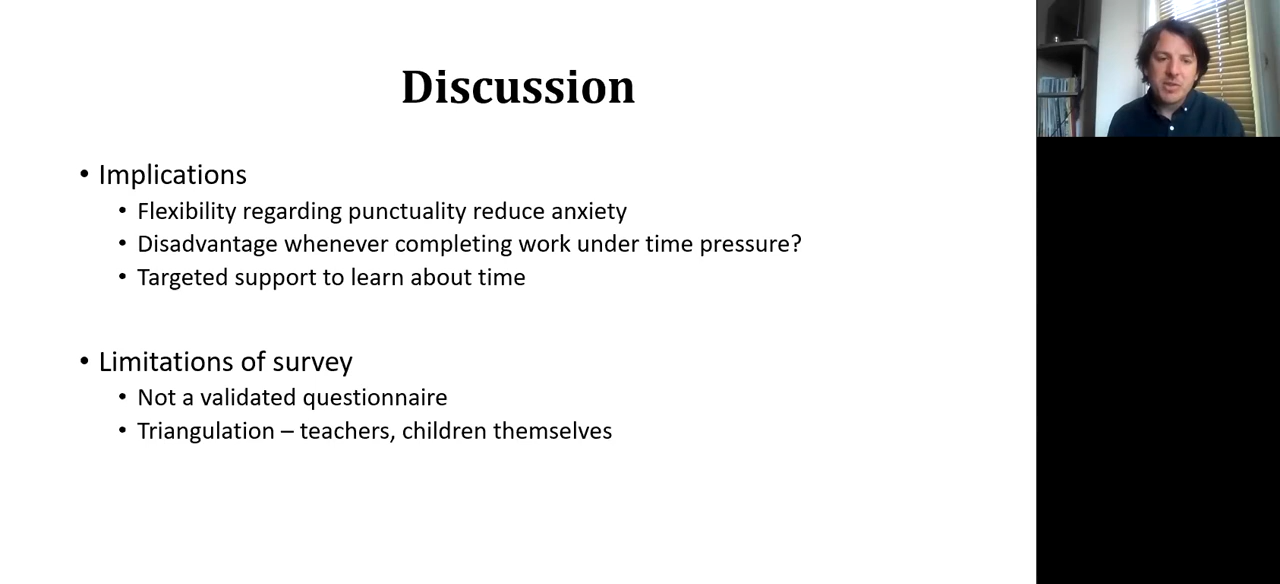 Discussion
• Implications
• Flexibility regarding punctuality reduce anxiety
• Disadvantage whenever completing work under time pressure?
• Targeted support to learn about time
• Limitations of survey
• Not a validated questionnaire
• Triangulation – teachers, children themselves